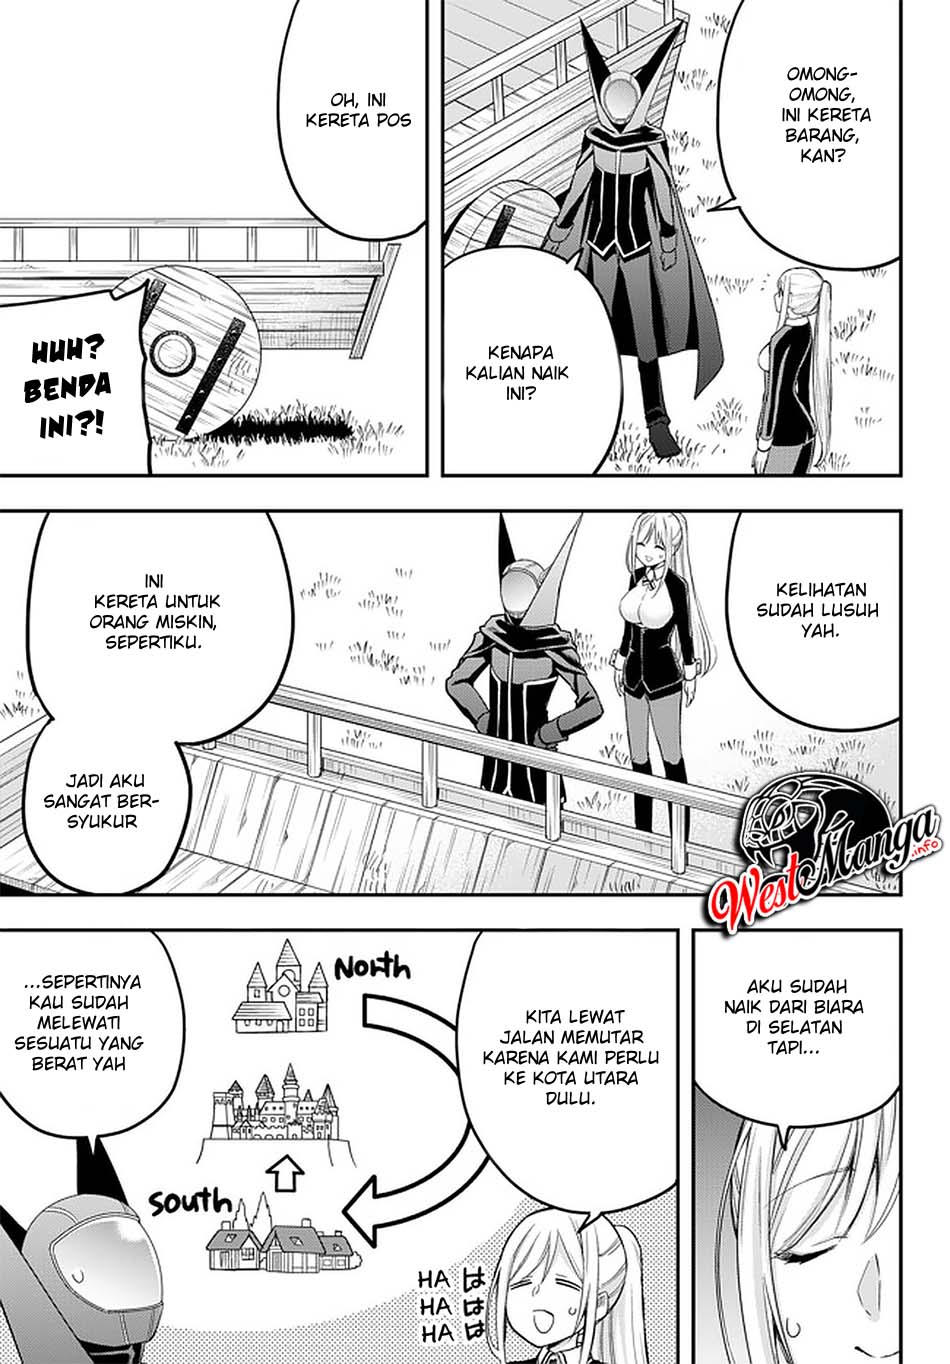 OMONG-
OMONG,
INI KERETA
BARANG,
KAN?
KENAPA
KALIAN NAIK
INI?
OH, INI
KERETA POS
HUH?
BENDA
INI?!
KELIHATAN
SUDAH LUSUH
YAH.
INI
KERETA UNTUK
ORANG MISKIN,
SEPERTIKU.
JADI AKU
SANGAT BER-
SYUKUR
WestManga
.info
AKU SUDAH
NAIK DARI BIARA
DI SELATAN
TAPI...
KITA LEWAT
JALAN MEMUTAR
KARENA KAMI PERLU
KE KOTA UTARA
DULU.
North
South
HA は
HA は
HA は
...SEPERTINYA
KAU SUDAH
MELEWATI
SESUATU YANG
BERAT YAH